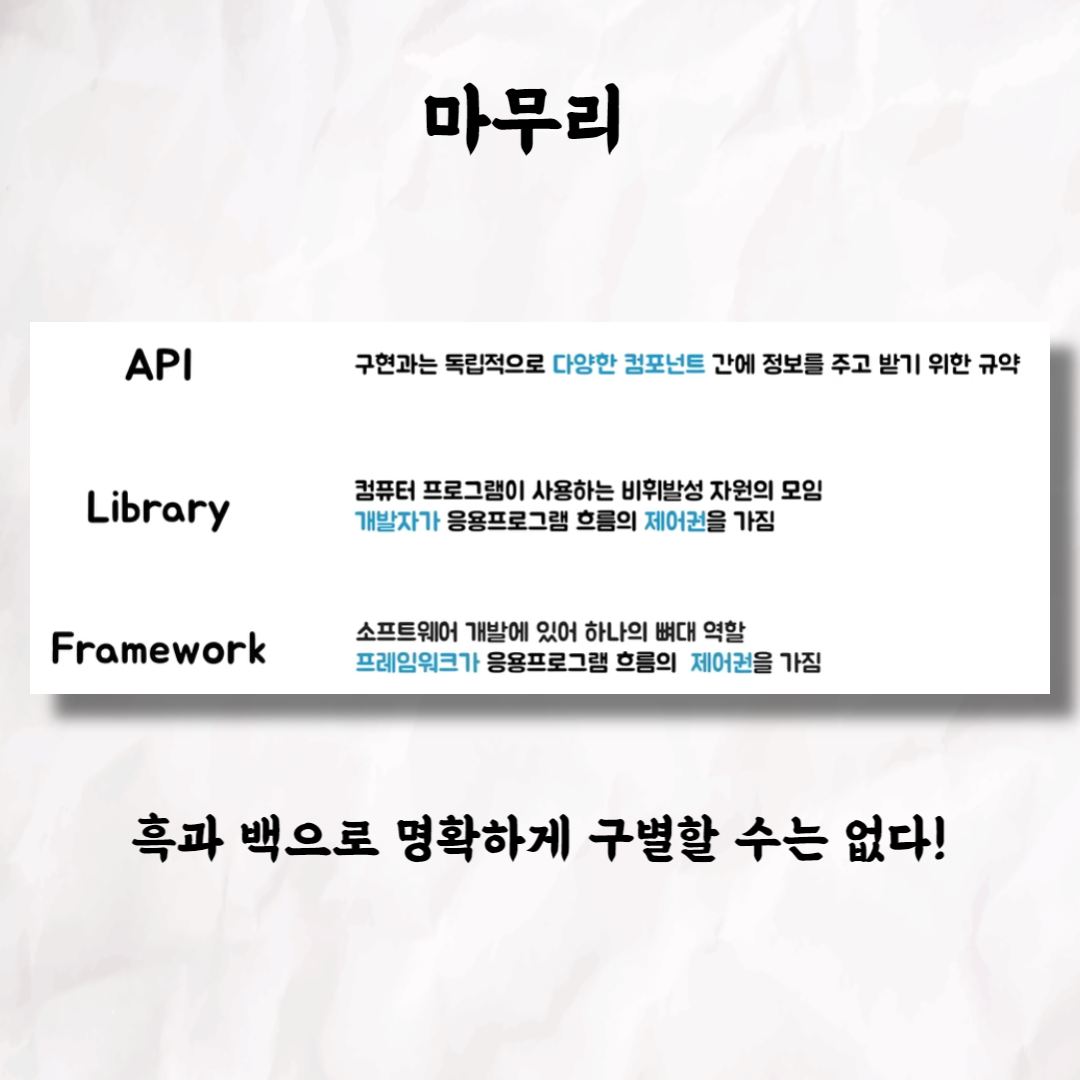 마무리
API
구현과는 독립적으로 다양한 컴포넌트 간에 정보를 주고 받기 위한 규약
Library
컴퓨터 프로그램이 사용하는 비휘발성 자원의 모임
개발자가 응용프로그램 흐름의 제어권을 가짐
Framework
소프트웨어 개발에 있어 하나의 뼈대 역할
프레임워크가 응용프로그램 흐름의 제어권을 가짐
흑과 백으로 명확하게 구별할 수는 없다!